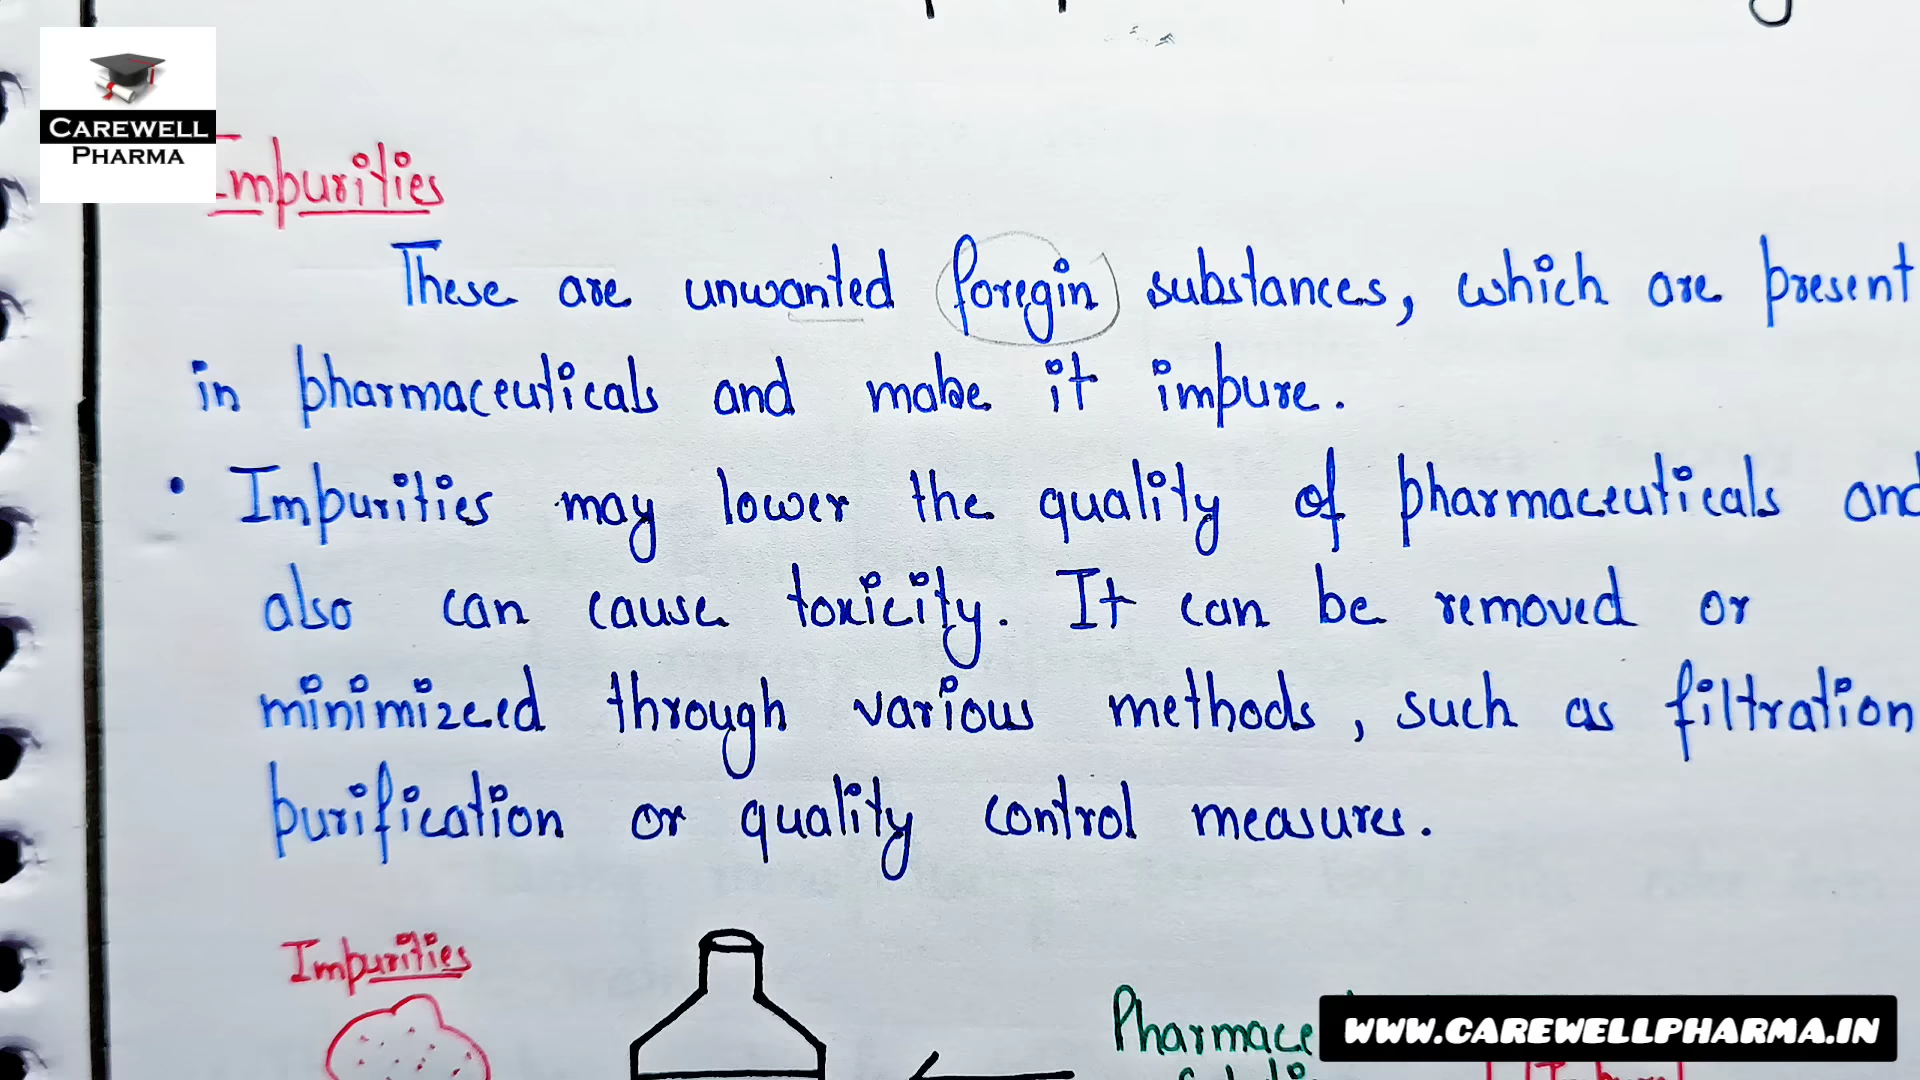 CAREWELL
PHARMA
Impurities
These are unwanted foregin substances, which are present
in pharmaceuticals and make it impure.
• Impurities may lower the quality of pharmaceuticals and
also can cause toxicity. It can be removed or
minimized through various methods, such as filtration
purification or quality control measures.
Impurities
WWW.CAREWELLPHARMA.IN